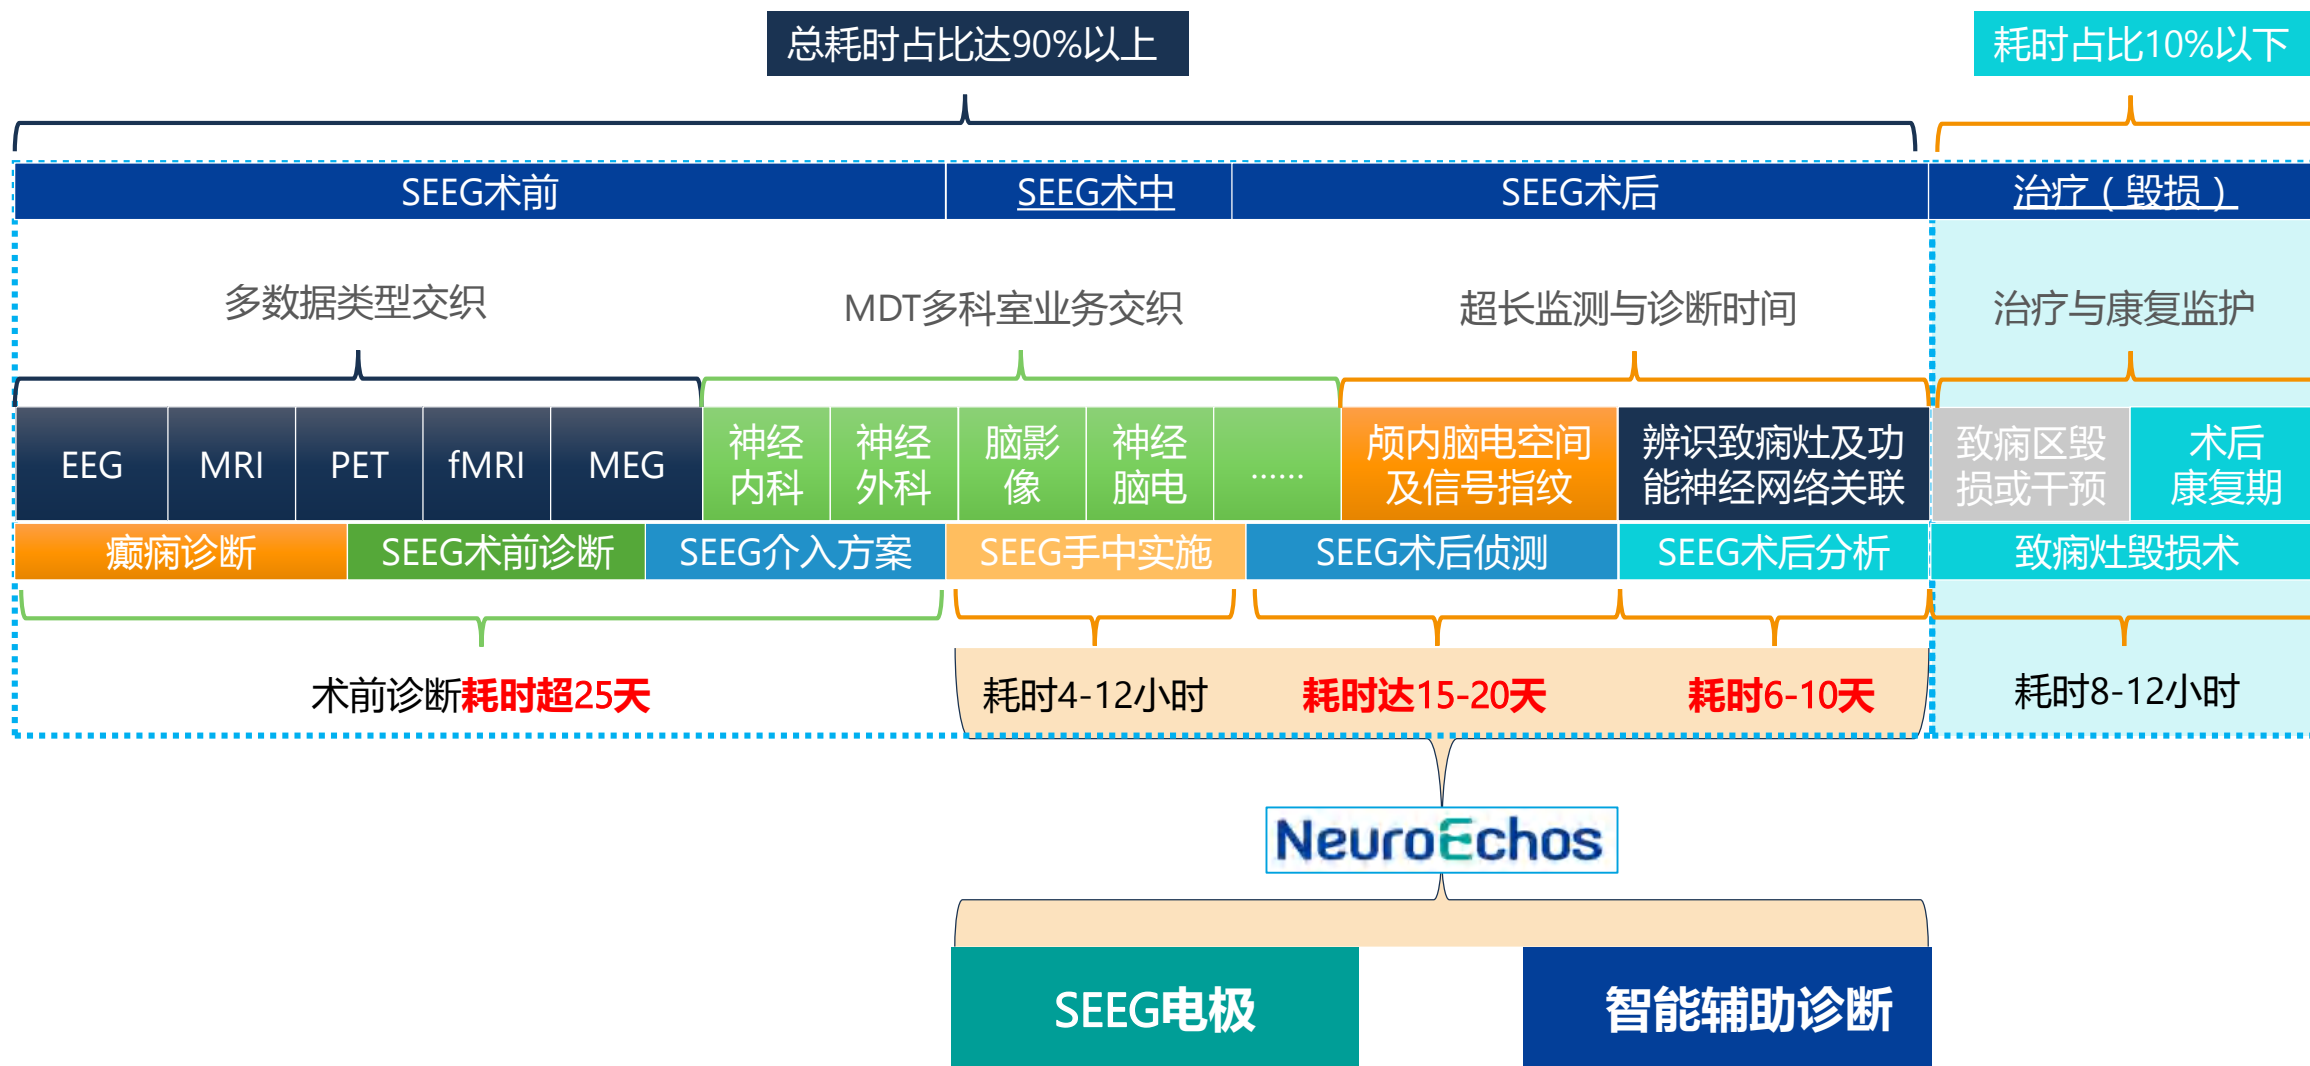 总耗时占比达90%以上
耗时占比10%以下
SEEG术前
SEEG术中
SEEG术后
治疗（毁损）
多数据类型交织
MDT多科室业务交织
超长监测与诊断时间
治疗与康复监护
EEG
MRI
PET
fMRI
MEG
神经
内科
神经
外科
脑影
像
神经
脑电
……
颅内脑电空间
及信号指纹
辨识致痫灶及功
能神经网络关联
致痫区毁
损或干预
术后
康复期
癫痫诊断
SEEG术前诊断
SEEG介入方案
SEEG手中实施
SEEG术后侦测
SEEG术后分析
致痫灶毁损术
术前诊断耗时超25天
耗时4-12小时
耗时达15-20天
耗时6-10天
耗时8-12小时
NeuroEchos
SEEG电极
智能辅助诊断